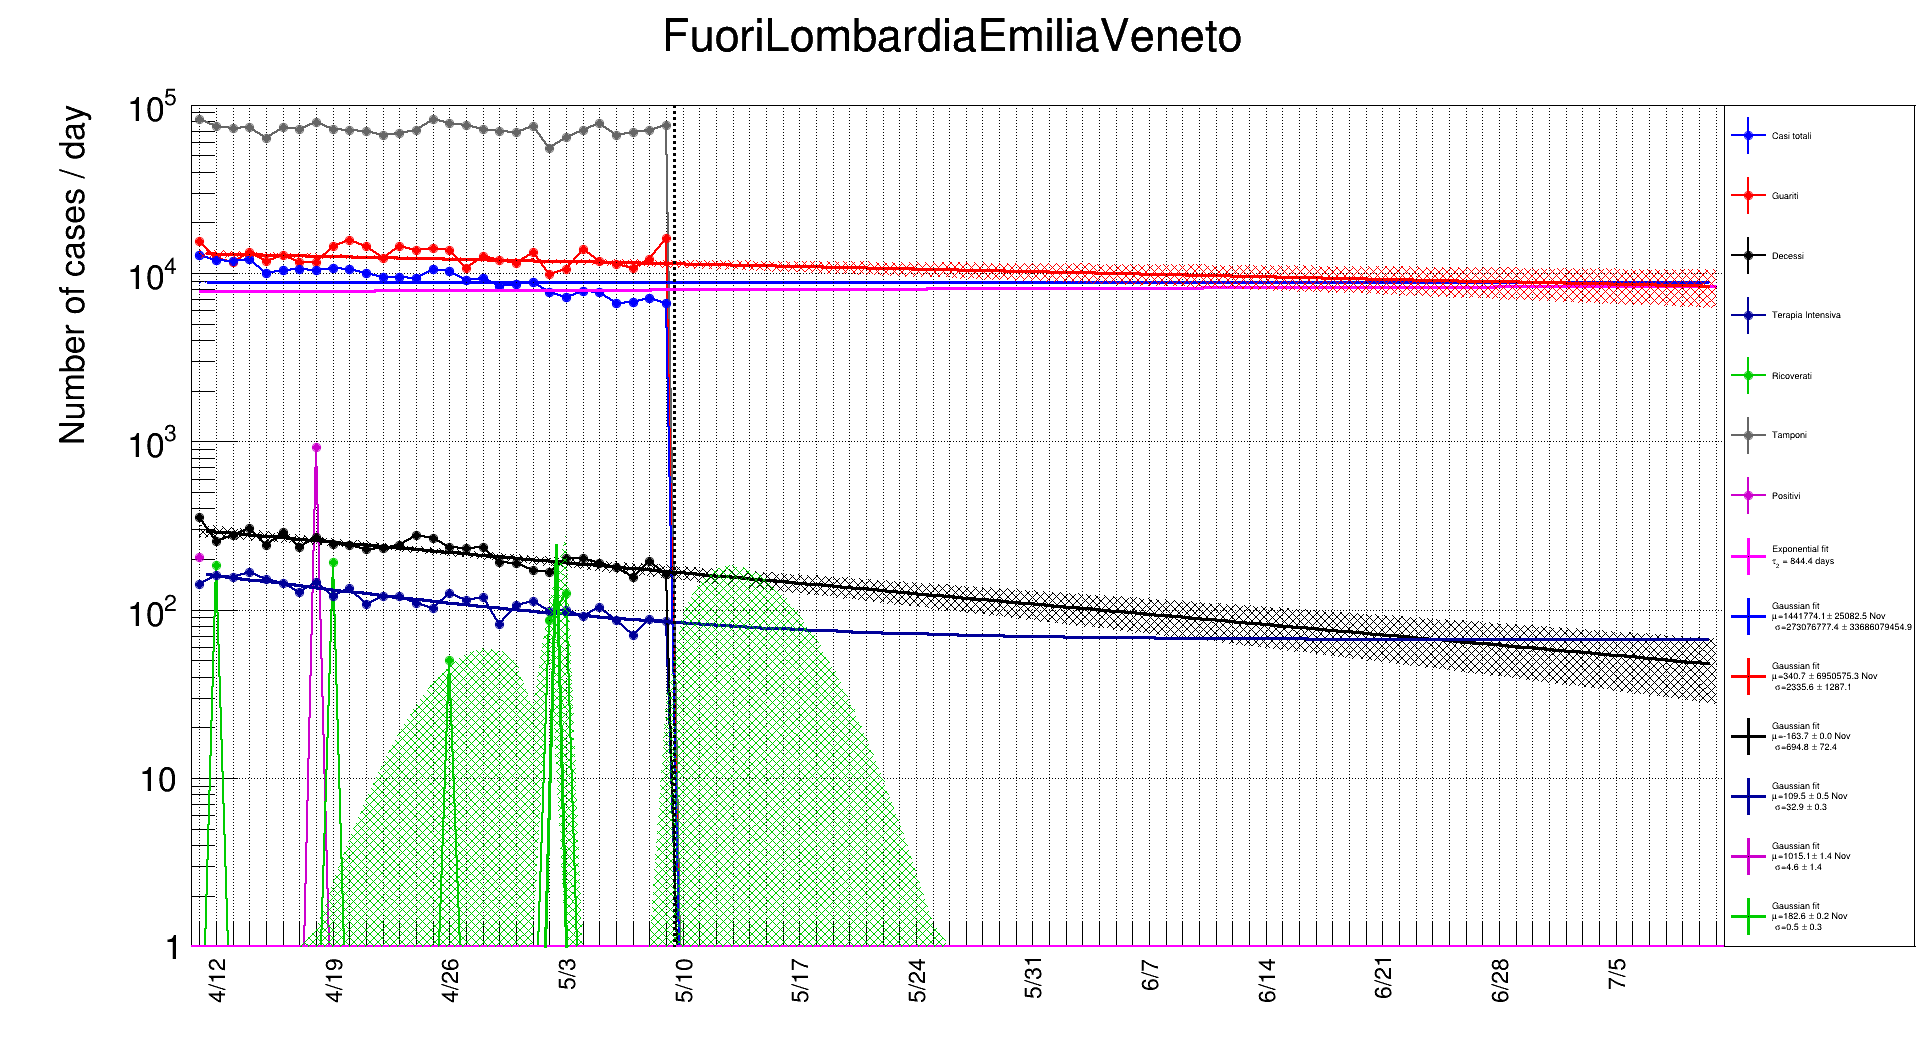 FuoriLombardiaEmiliaVeneto
Number of cases / day
10^5
10^4
10^3
10^2
10
1
4/12
4/19
4/26
5/3
5/10
5/17
5/24
5/31
6/7
6/14
6/21
6/28
7/5
Casi totali
Guariti
Decessi
Terapia Intensiva
Ricoverati
Tamponi
Positivi
Exponential fit
τ_2 = 844.4 days
Gaussian fit
μ=1441774.1 ± 25082.5 Nov
σ=273076777.4 ± 33686079454.9
Gaussian fit
μ=340.7 ± 6950575.3 Nov
σ=2335.6 ± 1287.1
Gaussian fit
μ=-163.7 ± 0.0 Nov
σ=694.8 ± 72.4
Gaussian fit
μ=109.5 ± 0.5 Nov
σ=32.9 ± 0.3
Gaussian fit
μ=1015.1 ± 1.4 Nov
σ=4.6 ± 1.4
Gaussian fit
μ=182.6 ± 0.2 Nov
σ=0.5 ± 0.3